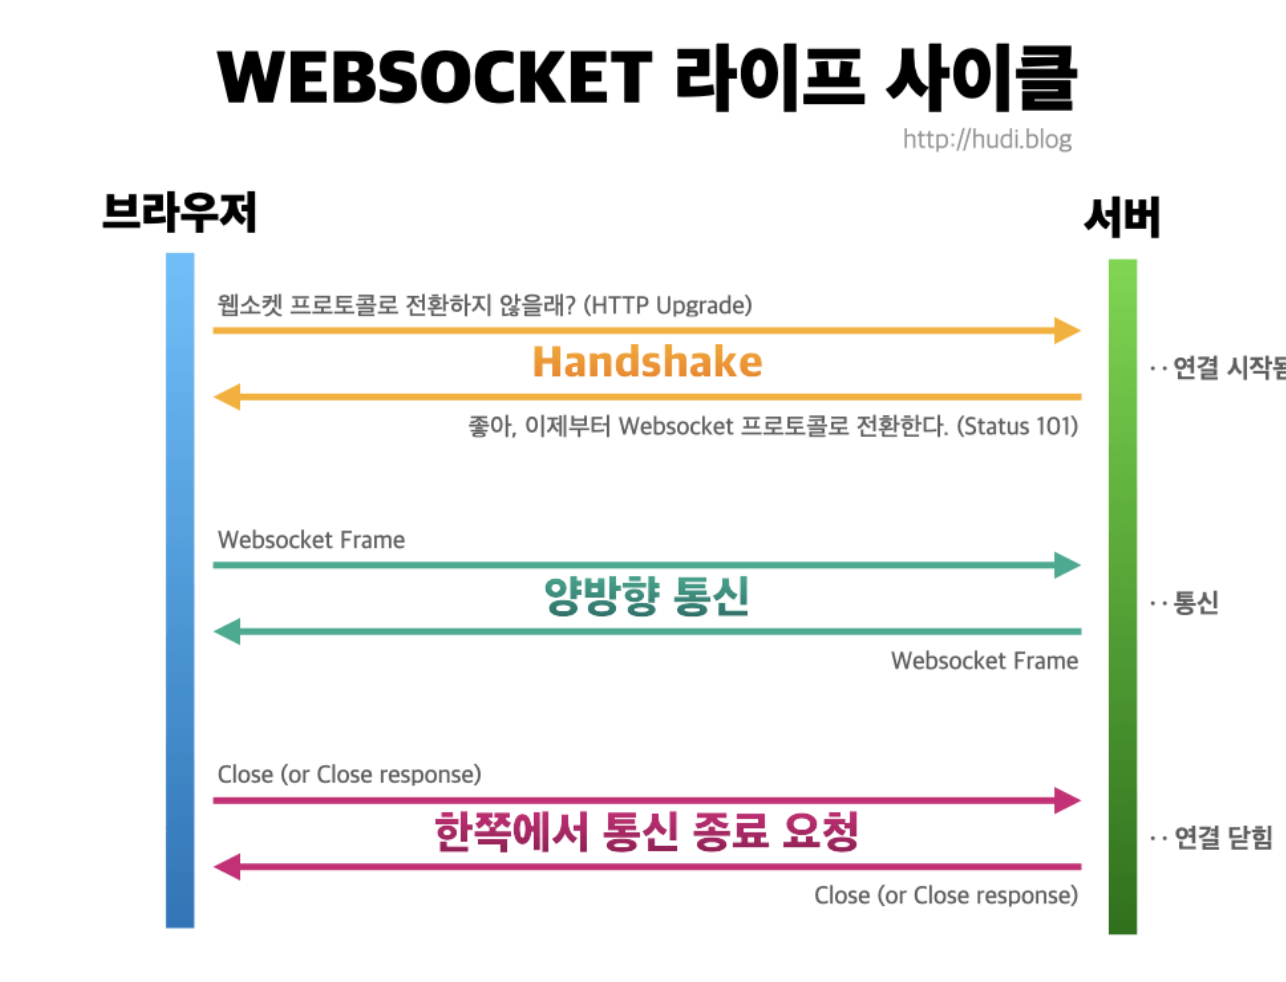 WEBSOCKET 라이프 사이클
http://hudi.blog
브라우저
서버
웹소켓 프로토콜로 전환하지 않을래? (HTTP Upgrade)
Handshake
·· 연결 시작됨
좋아, 이제부터 Websocket 프로토콜로 전환한다. (Status 101)
Websocket Frame
양방향 통신
·· 통신
Websocket Frame
Close (or Close response)
한쪽에서 통신 종료 요청
·· 연결 닫힘
Close (or Close response)